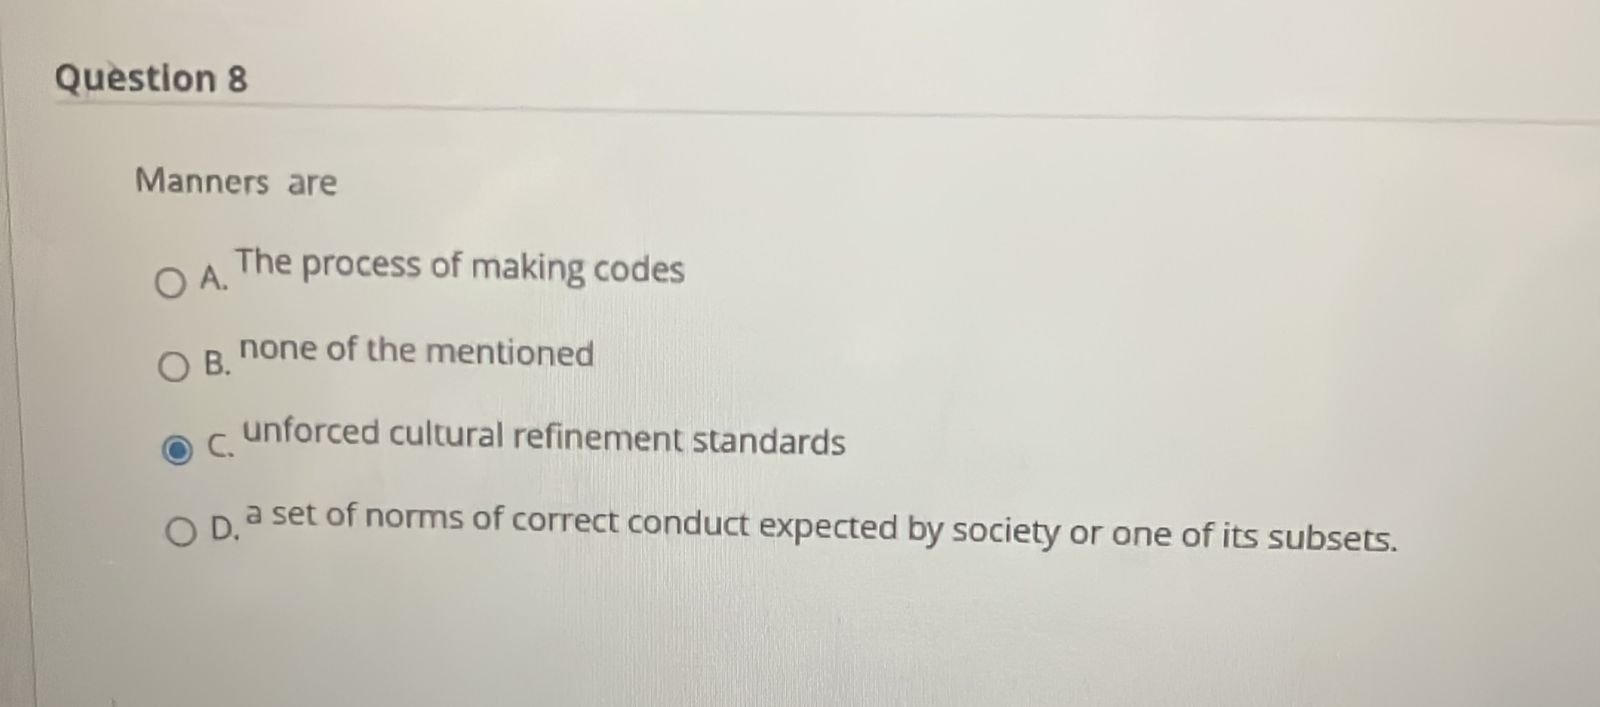 Question 8
Manners are
A. The process of making codes
B. none of the mentioned
C. unforced cultural refinement standards
D. a set of norms of correct conduct expected by society or one of its subsets.